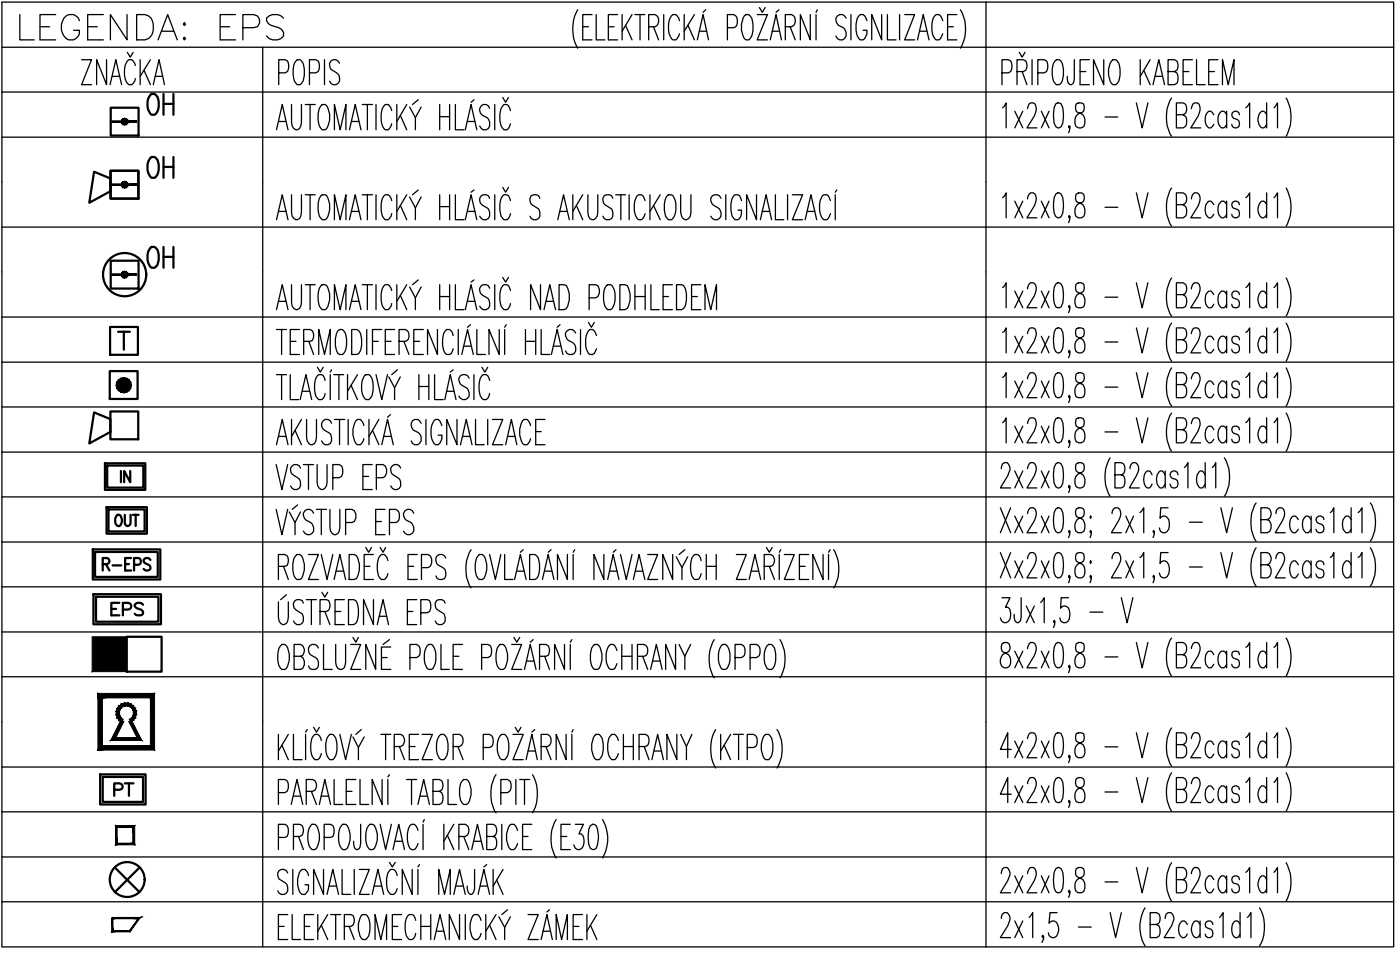 LEGENDA: EPS (ELEKTRICKÁ POŽÁRNÍ SIGNLIZACE)
ZNAČKA POPIS PŘIPOJENO KABELEM
OH AUTOMATICKÝ HLÁSIČ 1x2x0,8 – V (B2cas1d1)
OH AUTOMATICKÝ HLÁSIČ S AKUSTICKOU SIGNALIZACÍ 1x2x0,8 – V (B2cas1d1)
OH AUTOMATICKÝ HLÁSIČ NAD PODHLEDEM 1x2x0,8 – V (B2cas1d1)
T TERMODIFERENCIÁLNÍ HLÁSIČ 1x2x0,8 – V (B2cas1d1)
TLAČÍTKOVÝ HLÁSIČ 1x2x0,8 – V (B2cas1d1)
AKUSTICKÁ SIGNALIZACE 1x2x0,8 – V (B2cas1d1)
IN VSTUP EPS 2x2x0,8 (B2cas1d1)
OUT VÝSTUP EPS Xx2x0,8; 2x1,5 – V (B2cas1d1)
R–EPS ROZVADĚČ EPS (OVLÁDÁNÍ NÁVAZNÝCH ZAŘÍZENÍ) Xx2x0,8; 2x1,5 – V (B2cas1d1)
EPS ÚSTŘEDNA EPS 3Jx1,5 – V
OBSLUŽNÉ POLE POŽÁRNÍ OCHRANY (OPPO) 8x2x0,8 – V (B2cas1d1)
KLÍČOVÝ TREZOR POŽÁRNÍ OCHRANY (KTPO) 4x2x0,8 – V (B2cas1d1)
PT PARALELNÍ TABLO (PIT) 4x2x0,8 – V (B2cas1d1)
PROPOJOVACÍ KRABICE (E30)
SIGNALIZAČNÍ MAJÁK 2x2x0,8 – V (B2cas1d1)
ELEKTROMECHANICKÝ ZÁMEK 2x1,5 – V (B2cas1d1)